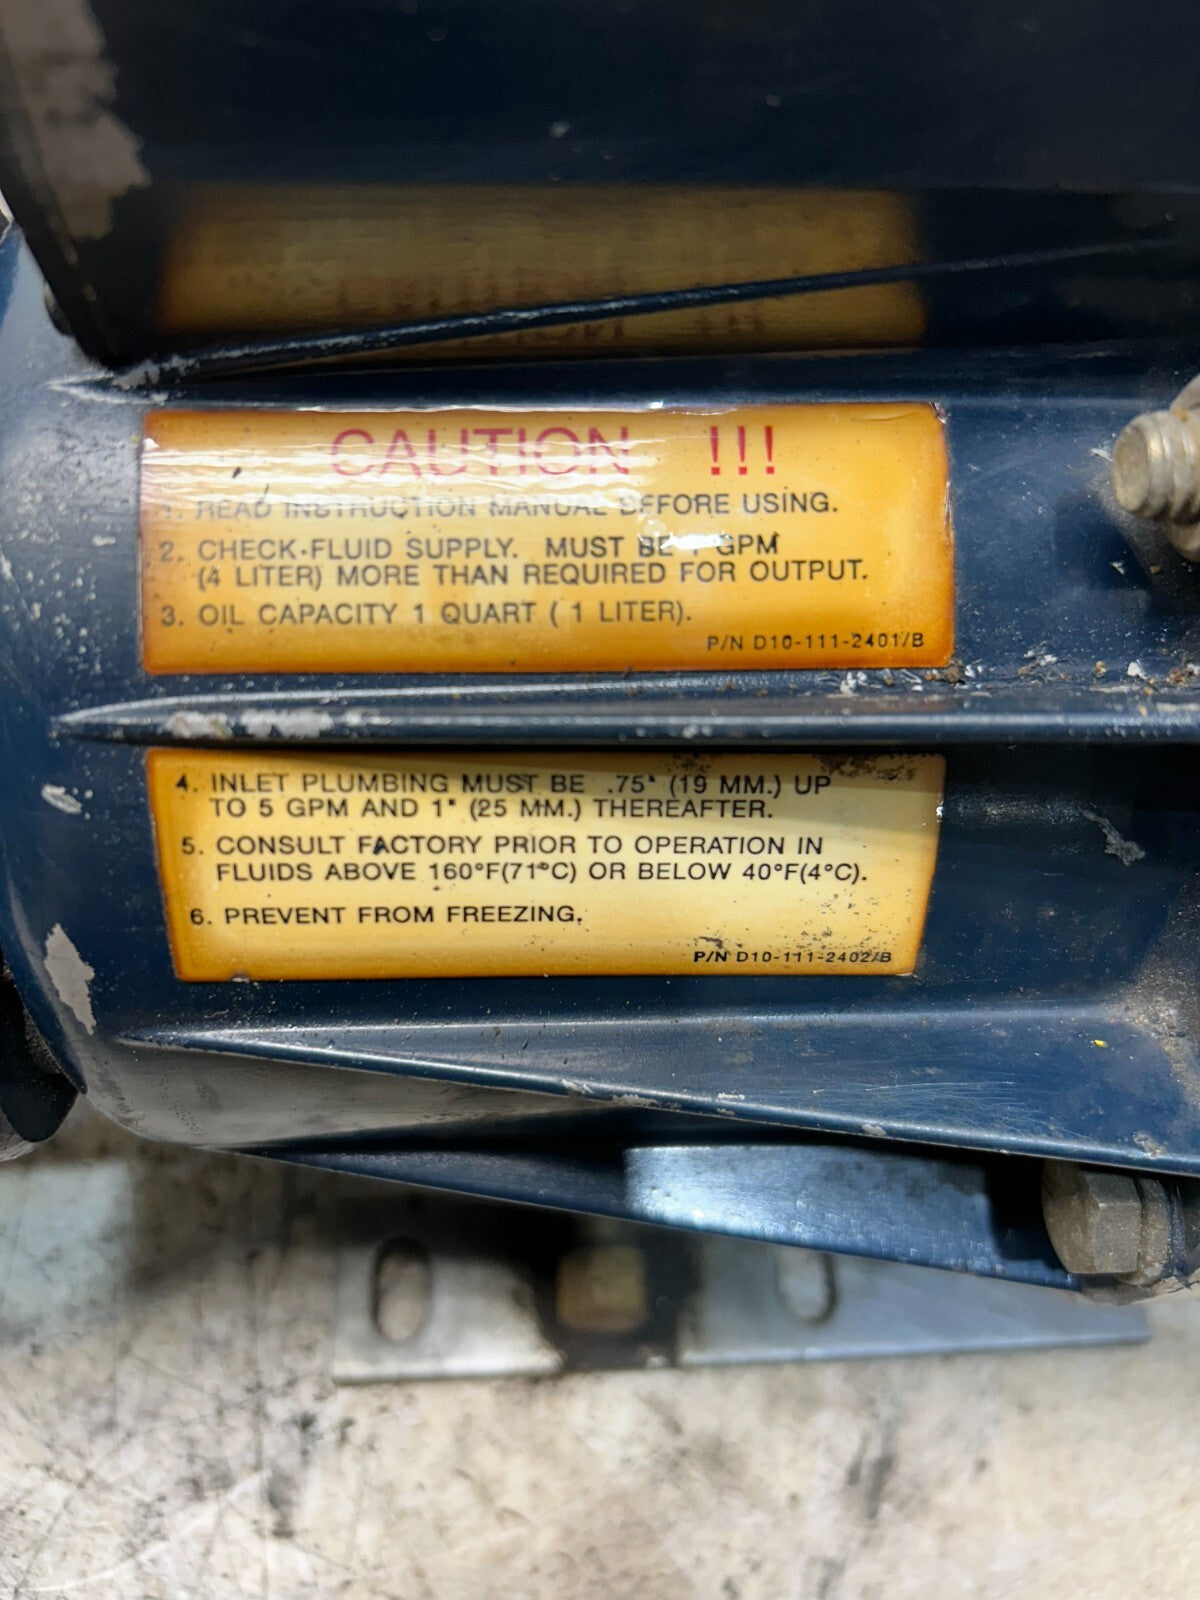 CAUTION !!!
1. READ INSTRUCTION MANUAL BEFORE USING.
2. CHECK FLUID SUPPLY. MUST BE 1 GPM
(4 LITER) MORE THAN REQUIRED FOR OUTPUT.
3. OIL CAPACITY 1 QUART ( 1 LITER).
P/N D10-111-2401/B
4. INLET PLUMBING MUST BE .75" (19 MM.) UP
TO 5 GPM AND 1" (25 MM.) THEREAFTER.
5. CONSULT FACTORY PRIOR TO OPERATION IN
FLUIDS ABOVE 160°F(71°C) OR BELOW 40°F(4°C).
6. PREVENT FROM FREEZING.
P/N D10-111-2402/B